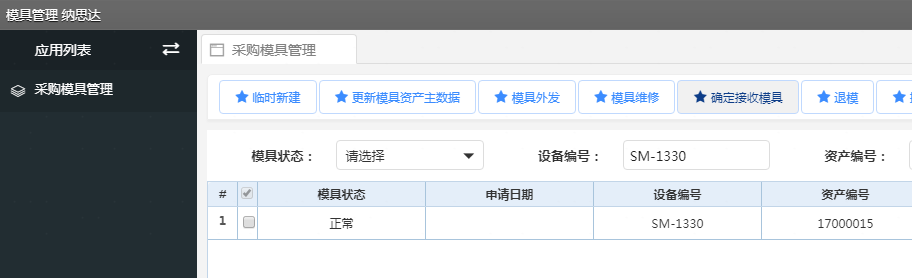 模具管理 纳思达
应用列表
采购模具管理
采购模具管理
临时新建 更新模具资产主数据 模具外发 模具维修 确定接收模具 退模
模具状态： 请选择 设备编号： SM-1330 资产编号：
# 模具状态 申请日期 设备编号 资产编号
1 正常 SM-1330 17000015